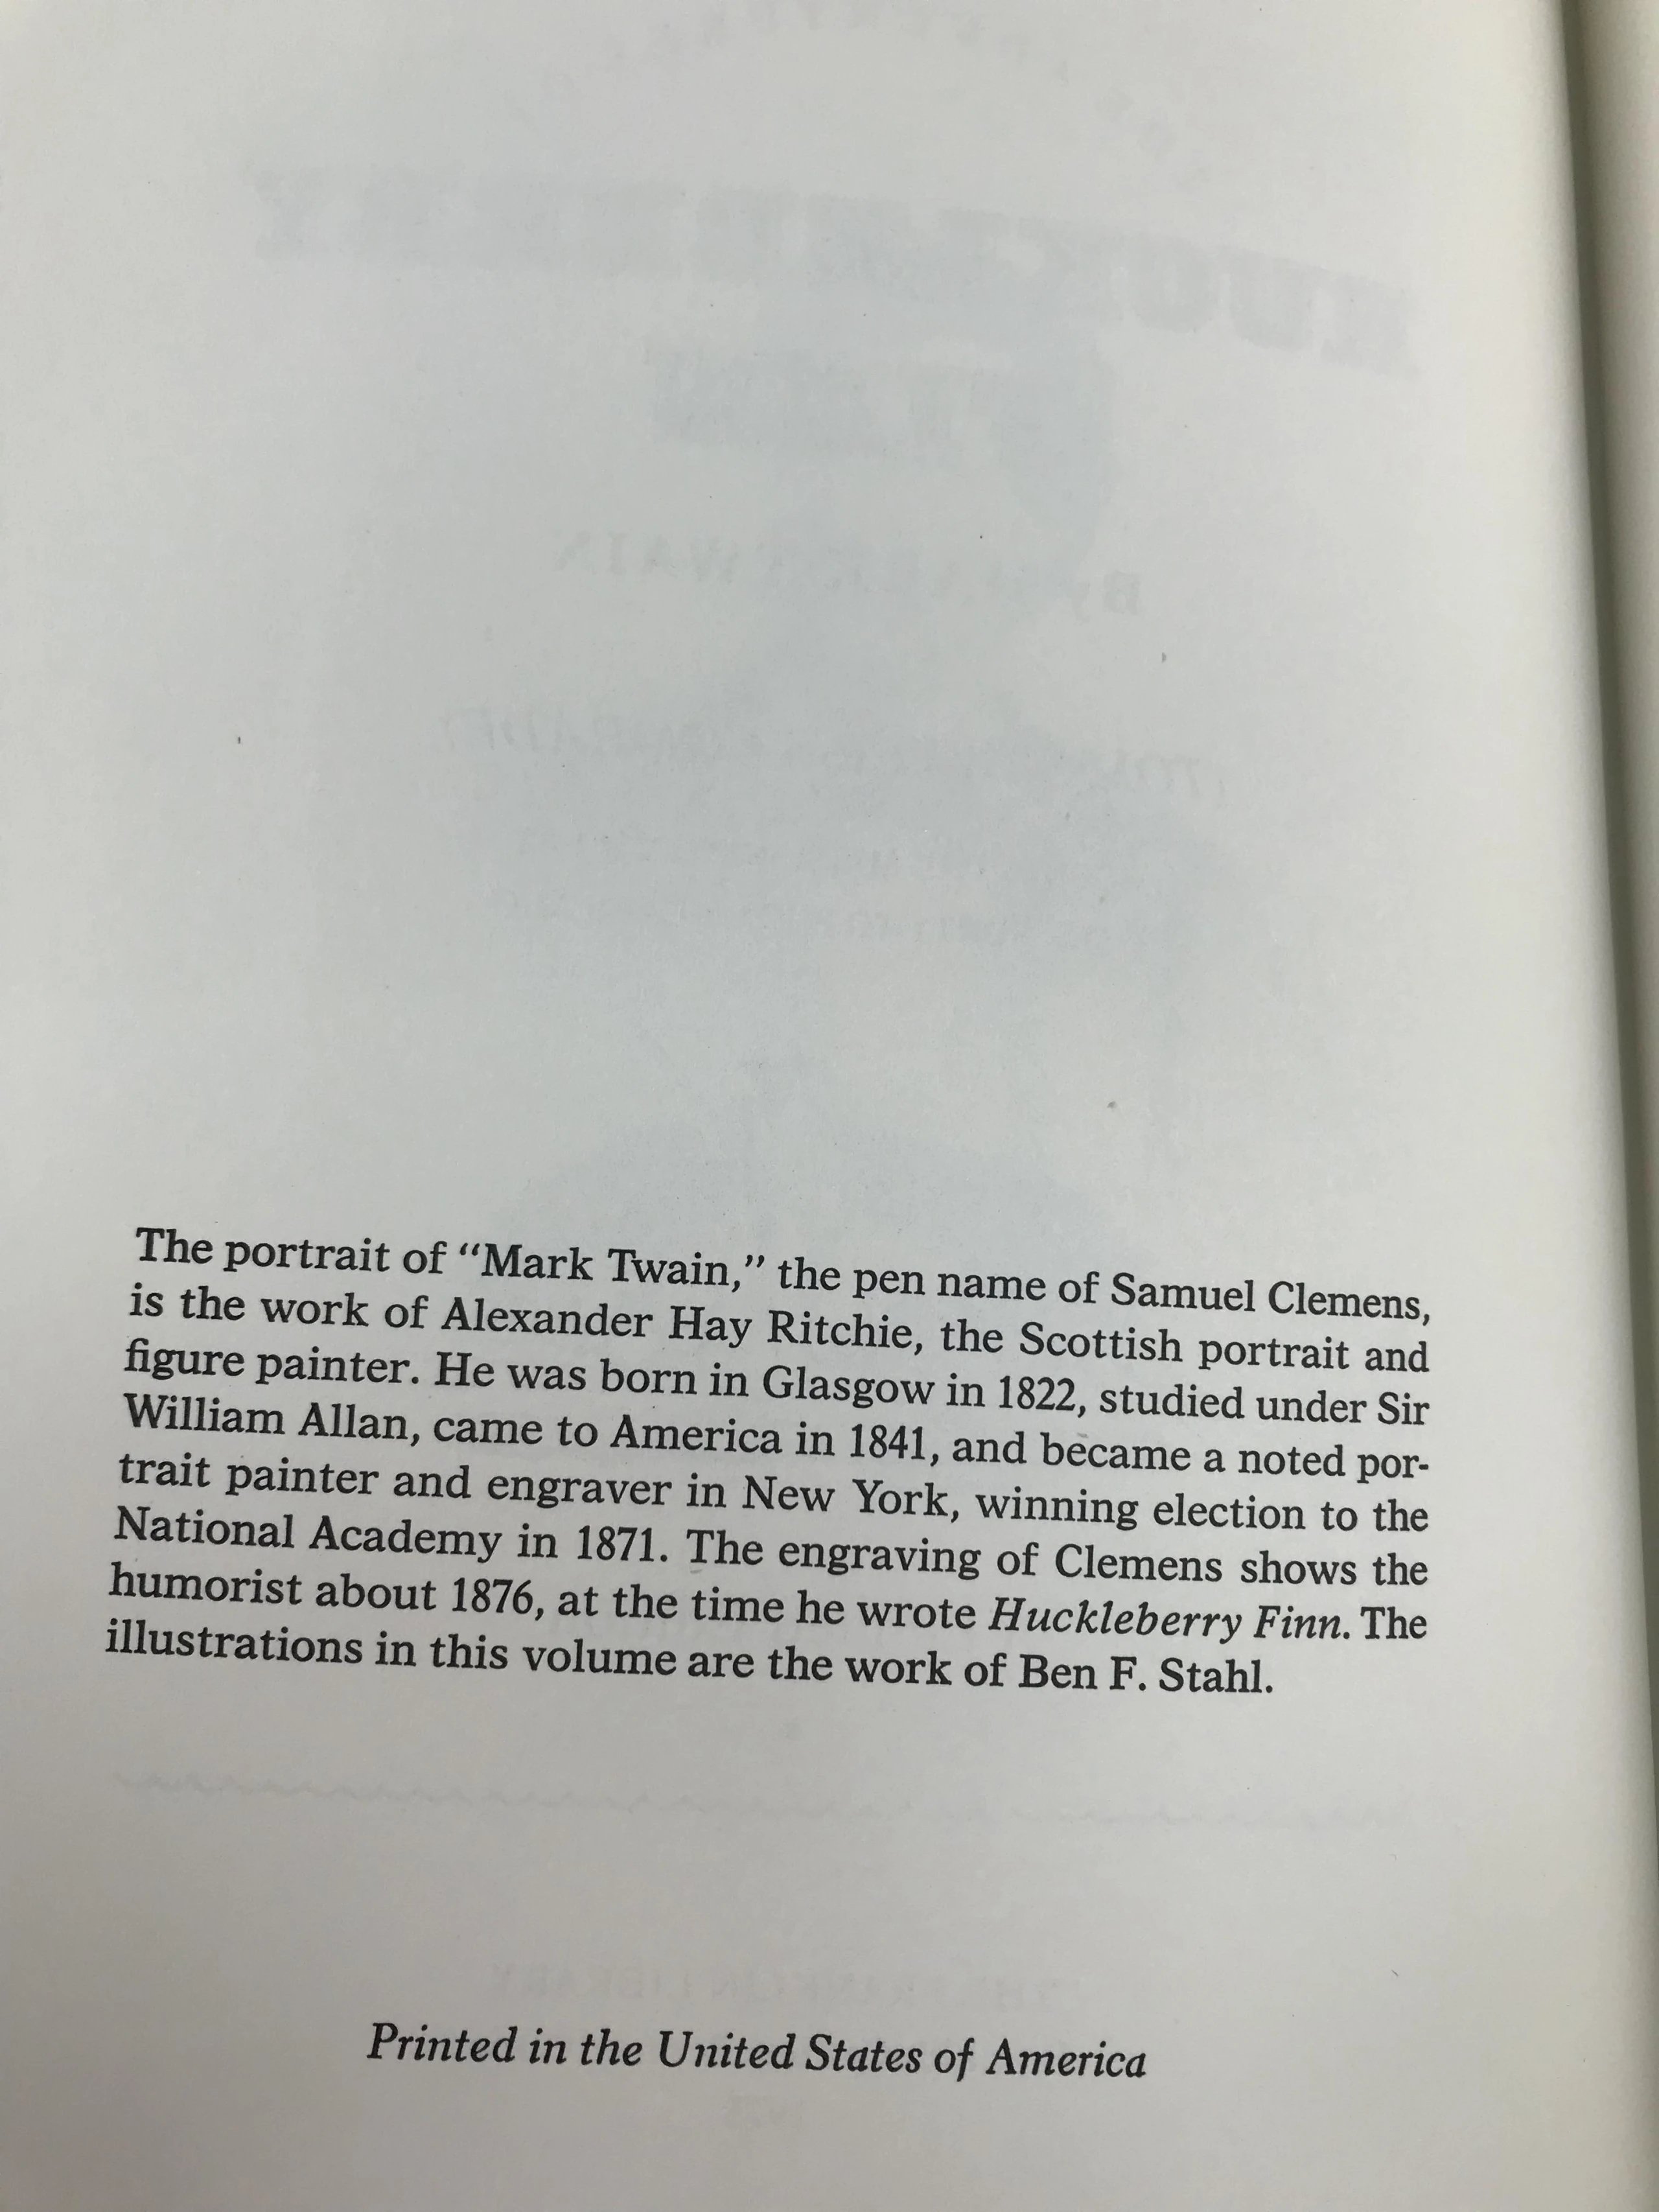 The portrait of “Mark Twain,” the pen name of Samuel Clemens,
is the work of Alexander Hay Ritchie, the Scottish portrait and
figure painter. He was born in Glasgow in 1822, studied under Sir
William Allan, came to America in 1841, and became a noted por-
trait painter and engraver in New York, winning election to the
National Academy in 1871. The engraving of Clemens shows the
humorist about 1876, at the time he wrote Huckleberry Finn. The
illustrations in this volume are the work of Ben F. Stahl.
Printed in the United States of America